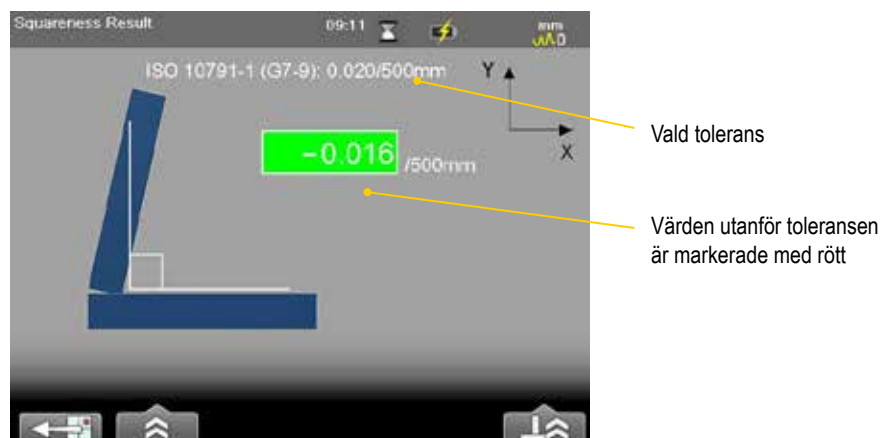 Squareness Result 09:11 mm
0
ISO 10791-1 (G7-9): 0.020/500mm
Y
X
-0.016 /500mm
Vald tolerans
Värden utanför toleransen
är markerade med rött